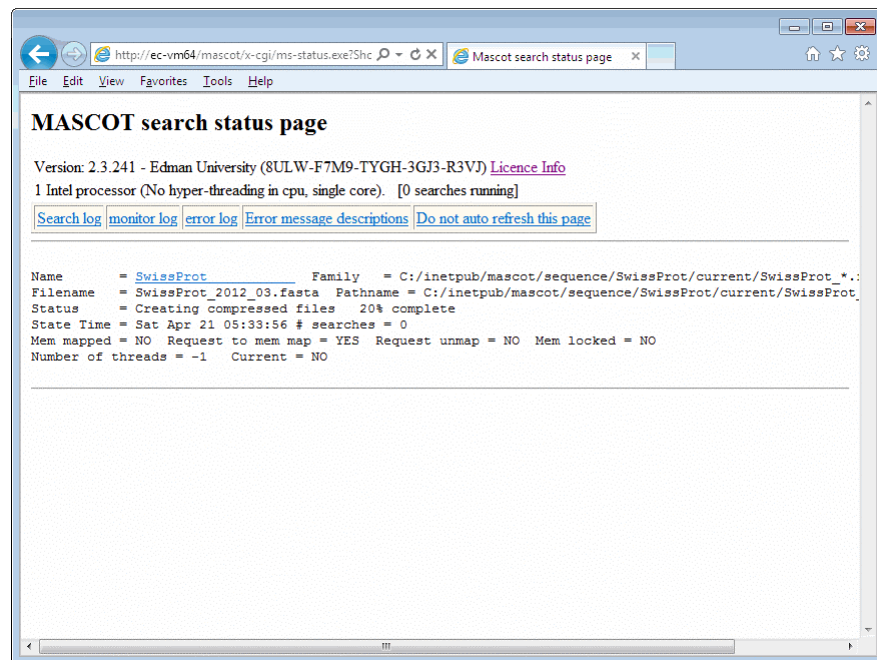 http://ec-vm64/mascot/x-cgi/ms-status.exe?Shc
Mascot search status page
File Edit View Favorites Tools Help
MASCOT search status page
Version: 2.3.241 - Edman University (8ULW-F7M9-TYGH-3GJ3-R3VJ) Licence Info
1 Intel processor (No hyper-threading in cpu, single core). [0 searches running]
Search log monitor log error log Error message descriptions Do not auto refresh this page
Name = SwissProt Family = C:/inetpub/mascot/sequence/SwissProt/current/SwissProt_*.
Filename = SwissProt_2012_03.fasta Pathname = C:/inetpub/mascot/sequence/SwissProt/current/SwissProt_
Status = Creating compressed files 20% complete
State Time = Sat Apr 21 05:33:56 # searches = 0
Mem mapped = NO Request to mem map = YES Request unmap = NO Mem locked = NO
Number of threads = -1 Current = NO